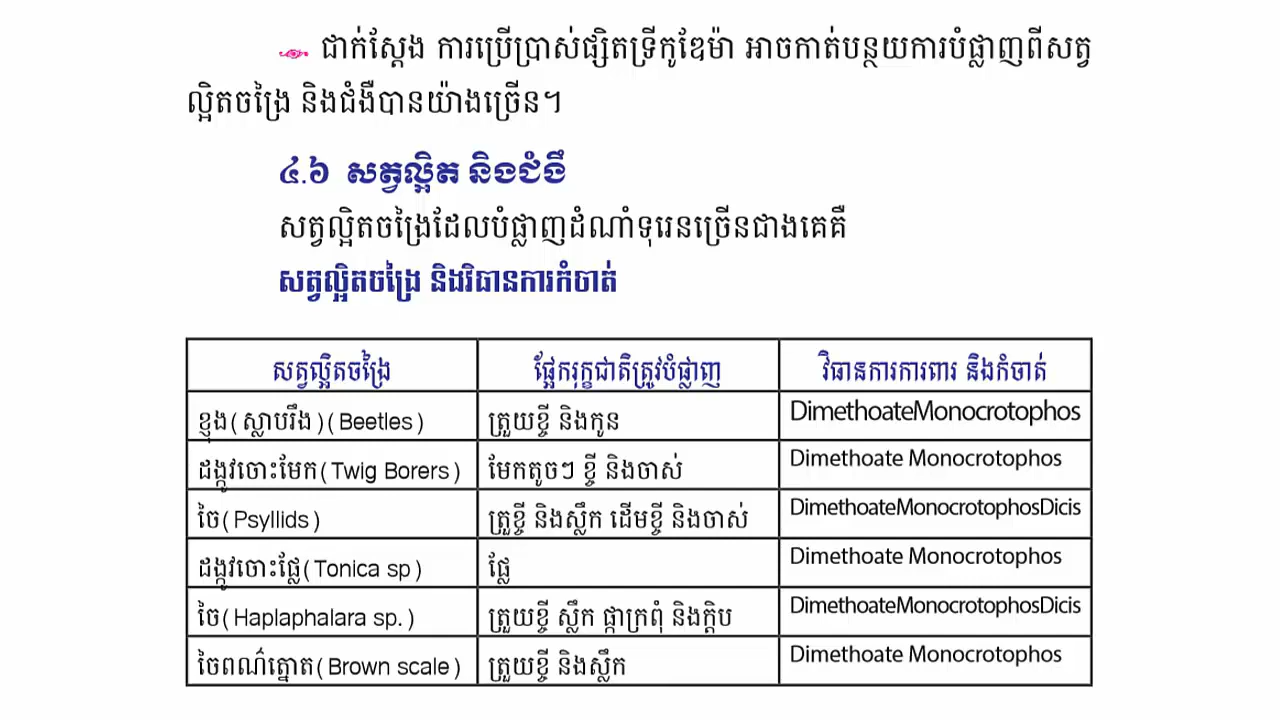 ជាក់ស្តែង ការប្រើប្រាស់ផ្សិតទ្រីកូឌែម៉ា អាចកាត់បន្ថយការបំផ្លាញពីសត្វ
ល្អិតចង្រៃ និងជំងឺបានយ៉ាងច្រើន។
៤.៦ សត្វល្អិត និងជំងឺ
សត្វល្អិតចង្រៃដែលបំផ្លាញដំណាំទុរេនច្រើនជាងគេគឺ
សត្វល្អិតចង្រៃ និងវិធានការកំចាត់
សត្វល្អិតចង្រៃ ផ្នែករុក្ខជាតិត្រូវបំផ្លាញ វិធានការការពារ និងកំចាត់
ខ្ញុង(ស្លាបរឹង)(Beetles) ត្រួយខ្ចី និងកូន DimethoateMonocrotophos
ដង្កូវចោះមែក(Twig Borers) មែកតូចៗ ខ្ចី និងចាស់ Dimethoate Monocrotophos
ចៃ(Psyllids) ត្រួខ្ចី និងស្លឹក ដើមខ្ចី និងចាស់ DimethoateMonocrotophosDicis
ដង្កូវចោះផ្លែ(Tonica sp) ផ្លែ Dimethoate Monocrotophos
ចៃ(Haplaphalara sp.) ត្រួយខ្ចី ស្លឹក ផ្កាក្រពុំ និងក្តិប DimethoateMonocrotophosDicis
ចៃពណ៌ត្នោត(Brown scale) ត្រួយខ្ចី និងស្លឹក Dimethoate Monocrotophos